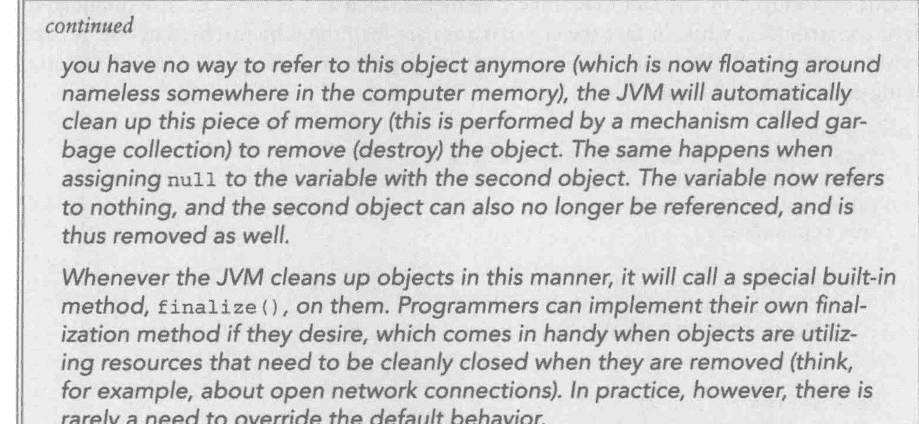 continued
you have no way to refer to this object anymore (which is now floating around
nameless somewhere in the computer memory), the JVM will automatically
clean up this piece of memory (this is performed by a mechanism called gar-
bage collection) to remove (destroy) the object. The same happens when
assigning null to the variable with the second object. The variable now refers
to nothing, and the second object can also no longer be referenced, and is
thus removed as well.
Whenever the JVM cleans up objects in this manner, it will call a special built-in
method, finalize(), on them. Programmers can implement their own final-
ization method if they desire, which comes in handy when objects are utiliz-
ing resources that need to be cleanly closed when they are removed (think,
for example, about open network connections). In practice, however, there is
rarely a need to override the default behavior.